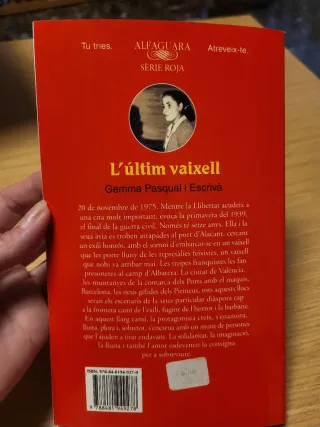 Tu tries.
ALFAGUARA
Atreveix-te.
SÈRIE ROJA
L'últim vaixell
Gemma Pasqual i Escrivà
20 de novembre de 1975. Mentre la Llibertat acudeix a
una cita molt important, evoca la primavera del 1939,
el final de la guerra civil. Només té setze anys. Ella i la
seua àvia es troben atrapades al port d'Alacant, cercant
un exili honrós, amb el somni d'embarcar-se en un vaixell
que les porte lluny de les represàlies feixistes, un vaixell
que no hi va arribar mai. Les tropes franquistes les fan
presoneres al camp d'Albatera. La ciutat de València,
les muntanyes de la comarca dels Ports amb el maquis,
Barcelona, les neus gelades dels Pirineus, tots aquests llocs
seran els escenaris de la seua particular diàspora cap
a la frontera camí de l'exili, fugint de l'horror i la barbàrie.
En aquest llarg camí, la protagonista creix, s'enamora,
lluita, plora i, sobretot, s'encreua amb un munt de persones
que l'ajuden a tirar endavant. La solidaritat, la imaginació,
la lluita i també l'amor esdevenen la consigna
per a sobreviure.